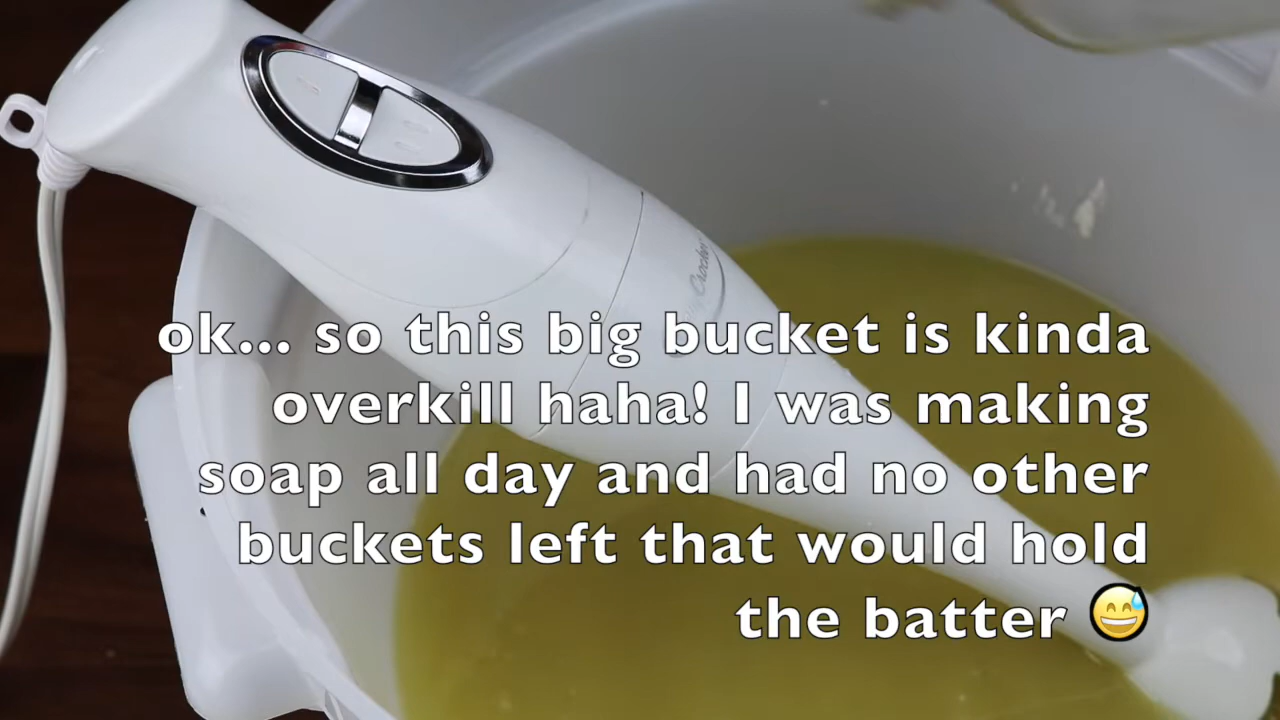 ok... so this big bucket is kinda
overkill haha! I was making
soap all day and had no other
buckets left that would hold
the batter 😅
Crocker